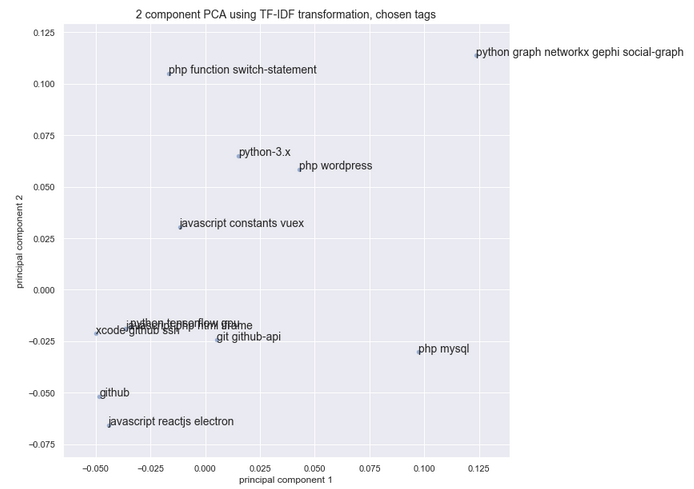 2 component PCA using TF-IDF transformation, chosen tags
0.125
python graph networkx gephi social-graph
php function switch-statement
0.100
0.075
python-3.x
php wordpress
0.050
principal component 2
javascript constants vuex
0.025
0.000
python tensorflow gpu
javascript php html iframe
xcode github ssh
git github-api
−0.025
php mysql
−0.050
github
javascript reactjs electron
−0.075
−0.050
−0.025
0.000
0.025
0.050
0.075
0.100
0.125
principal component 1